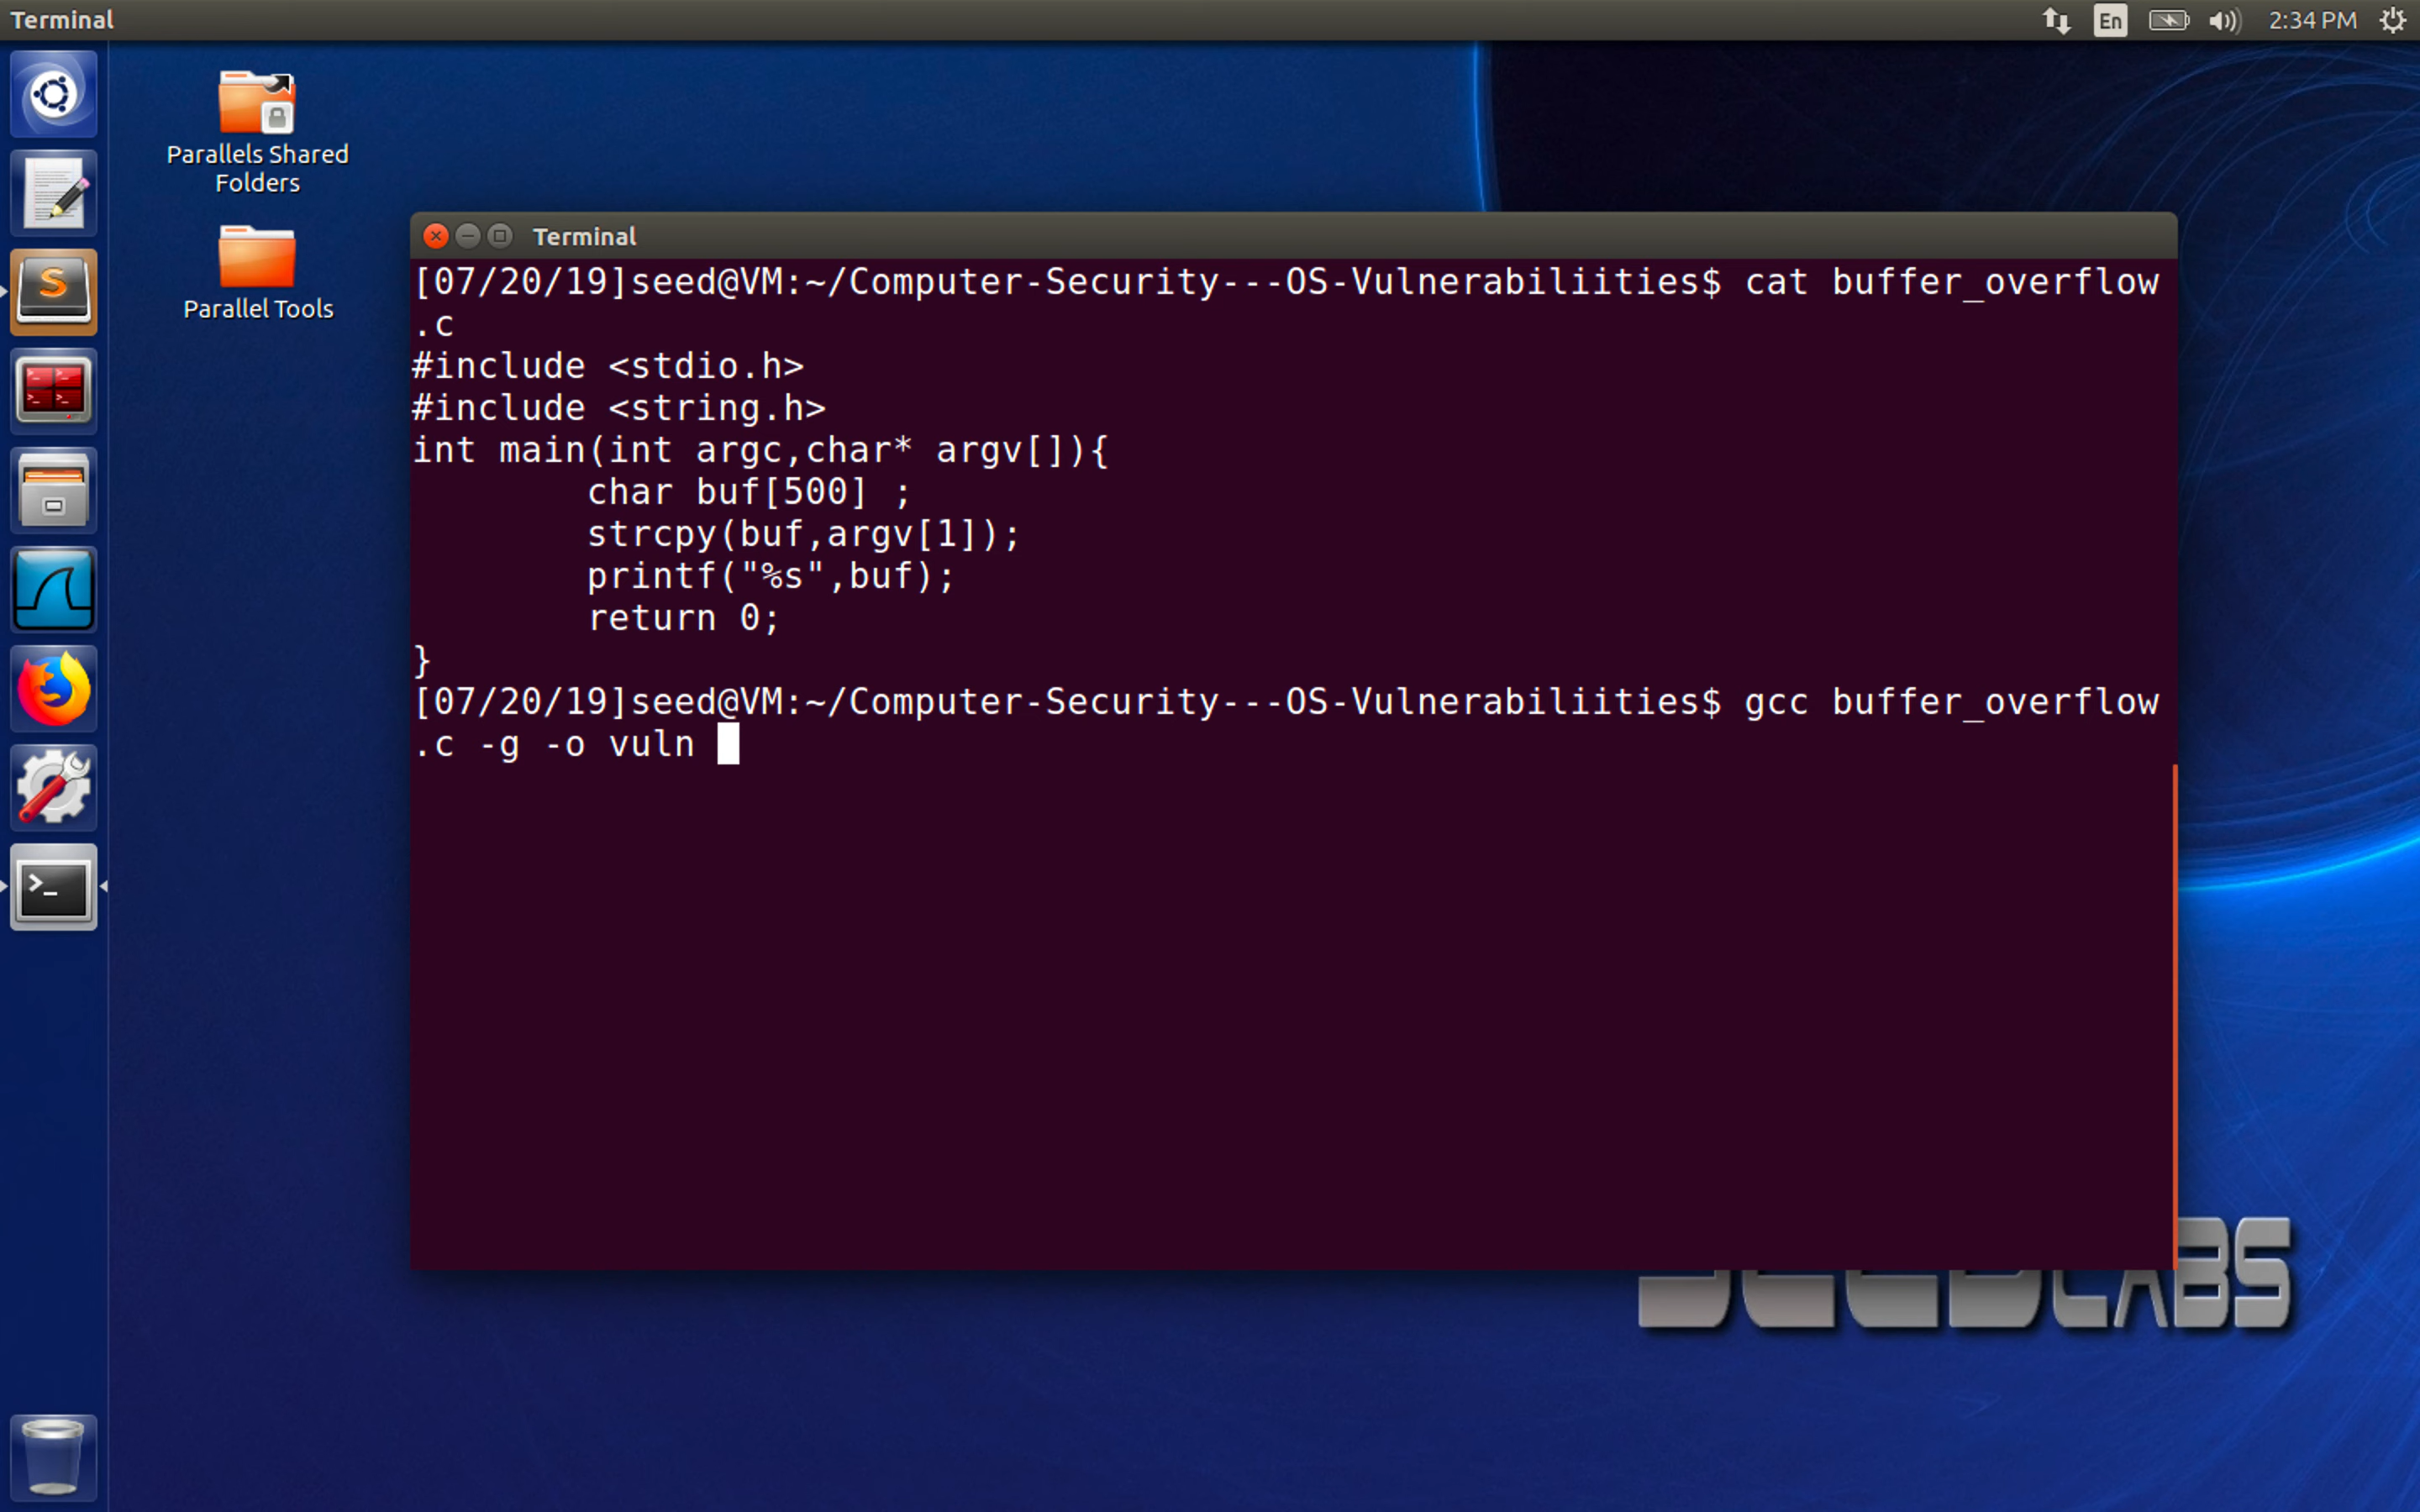 Terminal
En
2:34 PM
Parallels Shared
Folders
Parallel Tools
Terminal
[07/20/19]seed@VM:~/Computer-Security---OS-Vulnerabiliities$ cat buffer_overflow
.c
#include <stdio.h>
#include <string.h>
int main(int argc,char* argv[]){
        char buf[500] ;
        strcpy(buf,argv[1]);
        printf("%s",buf);
        return 0;
}
[07/20/19]seed@VM:~/Computer-Security---OS-Vulnerabiliities$ gcc buffer_overflow
.c -g -o vuln
SEEDLABS